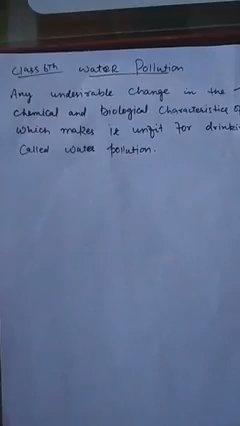 Class 6th Water Pollution
Any undesirable Change in the
Chemical and Biological Characteristics of
Which makes it unfit for
Called Water pollution.